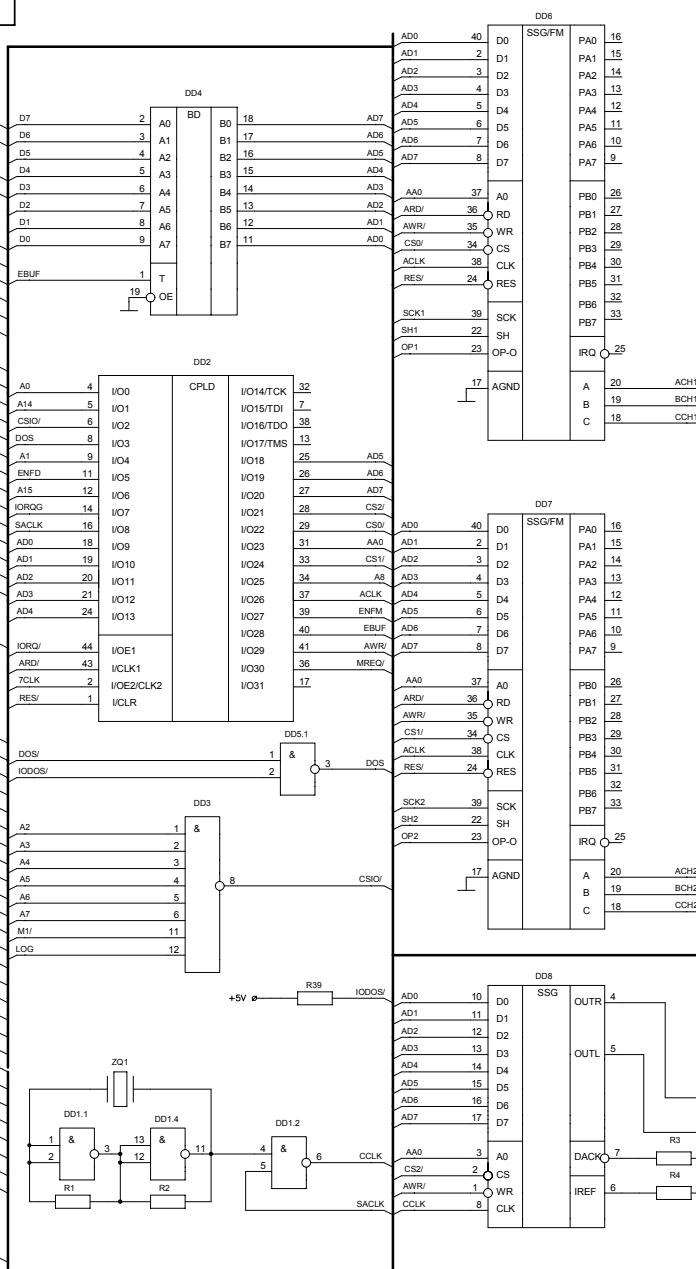 DD4
BD
D7 2 A0 B0 18 AD7
D6 3 A1 B1 17 AD6
D5 4 A2 B2 16 AD5
D4 5 A3 B3 15 AD4
D3 6 A4 B4 14 AD3
D2 7 A5 B5 13 AD2
D1 8 A6 B6 12 AD1
D0 9 A7 B7 11 AD0
EBUF 1 T
19 OE
DD2
CPLD
A0 4 I/O0 I/O14/TCK 32
A14 5 I/O1 I/O15/TDI 7
CSIO/ 6 I/O2 I/O16/TDO 38
DOS 8 I/O3 I/O17/TMS 13
A1 9 I/O4 I/O18 25 AD5
ENFD 11 I/O5 I/O19 26 AD6
A15 12 I/O6 I/O20 27 AD7
IORQG 14 I/O7 I/O21 28 CS2/
SACLK 16 I/O8 I/O22 29 CS0/
AD0 18 I/O9 I/O23 31 AA0
AD1 19 I/O10 I/O24 33 CS1/
AD2 20 I/O11 I/O25 34 A8
AD3 21 I/O12 I/O26 37 ACLK
AD4 24 I/O13 I/O27 39 ENFM
I/O28 40 EBUF
IORQ/ 44 I/OE1 I/O29 41 AWR/
ARD/ 43 I/CLK1 I/O30 36 MREQ/
7CLK 2 I/OE2/CLK2 I/O31 17
RES/ 1 I/CLR
DD5.1
DOS/ 1 &
IODOS/ 2 3 DOS
DD3
A2 1 &
A3 2
A4 3
A5 4 8 CSIO/
A6 5
A7 6
M1/ 11
LOG 12
+5V R39 IODOS/
ZQ1
DD1.1 DD1.4 DD1.2
1 & 3 13 & 11 4 & 6 CCLK
2 12 5
R1 R2
SACLK
DD6
SSG/FM
AD0 40 D0 PA0 16
AD1 2 D1 PA1 15
AD2 3 D2 PA2 14
AD3 4 D3 PA3 13
AD4 5 D4 PA4 12
AD5 6 D5 PA5 11
AD6 7 D6 PA6 10
AD7 8 D7 PA7 9
AA0 37 A0 PB0 26
ARD/ 36 RD PB1 27
AWR/ 35 WR PB2 28
CS0/ 34 CS PB3 29
ACLK 38 CLK PB4 30
RES/ 24 RES PB5 31
PB6 32
SCK1 39 SCK PB7 33
SH1 22 SH
OP1 23 OP-O IRQ 25
17 AGND A 20 ACH1
B 19 BCH1
C 18 CCH1
DD7
SSG/FM
AD0 40 D0 PA0 16
AD1 2 D1 PA1 15
AD2 3 D2 PA2 14
AD3 4 D3 PA3 13
AD4 5 D4 PA4 12
AD5 6 D5 PA5 11
AD6 7 D6 PA6 10
AD7 8 D7 PA7 9
AA0 37 A0 PB0 26
ARD/ 36 RD PB1 27
AWR/ 35 WR PB2 28
CS1/ 34 CS PB3 29
ACLK 38 CLK PB4 30
RES/ 24 RES PB5 31
PB6 32
SCK2 39 SCK PB7 33
SH2 22 SH
OP2 23 OP-O IRQ 25
17 AGND A 20 ACH2
B 19 BCH2
C 18 CCH2
DD8
SSG
AD0 10 D0 OUTR 4
AD1 11 D1
AD2 12 D2
AD3 13 D3 OUTL 5
AD4 14 D4
AD5 15 D5
AD6 16 D6
AD7 17 D7
R3
AA0 3 A0 DACK 7
CS2/ 2 CS
R4
AWR/ 1 WR IREF 6
CCLK 8 CLK